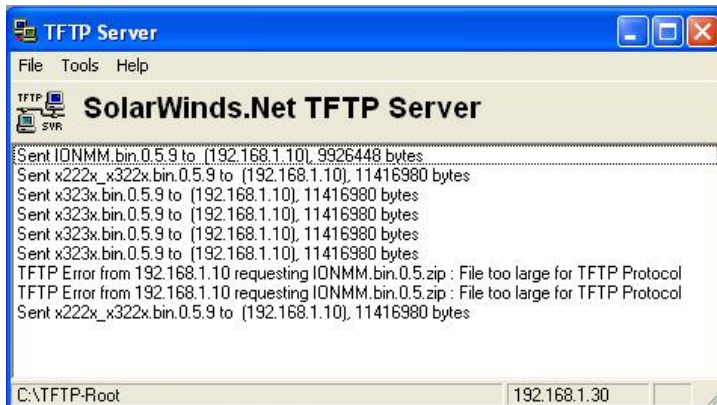 TFTP Server
File Tools Help
TFTP
SVR
SolarWinds.Net TFTP Server
Sent IONMM.bin.0.5.9 to (192.168.1.10), 9926448 bytes
Sent x222x_x322x.bin.0.5.9 to (192.168.1.10), 11416980 bytes
Sent x323x.bin.0.5.9 to (192.168.1.10), 11416980 bytes
Sent x323x.bin.0.5.9 to (192.168.1.10), 11416980 bytes
Sent x323x.bin.0.5.9 to (192.168.1.10), 11416980 bytes
Sent x323x.bin.0.5.9 to (192.168.1.10), 11416980 bytes
TFTP Error from 192.168.1.10 requesting IONMM.bin.0.5.zip : File too large for TFTP Protocol
TFTP Error from 192.168.1.10 requesting IONMM.bin.0.5.zip : File too large for TFTP Protocol
Sent x222x_x322x.bin.0.5.9 to (192.168.1.10), 11416980 bytes
C:\TFTP-Root 192.168.1.30